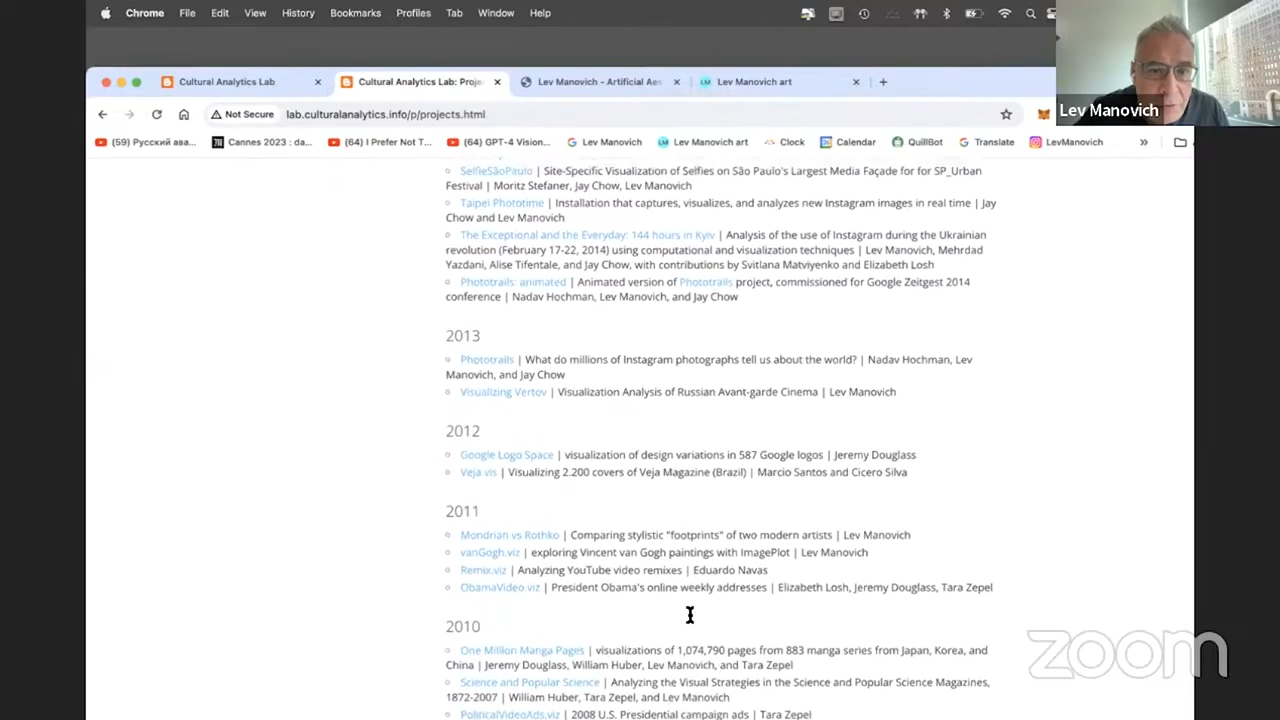 Chrome File Edit View History Bookmarks Profiles Tab Window Help
Cultural Analytics Lab
Cultural Analytics Lab: Proje
Lev Manovich - Artificial Aes
Lev Manovich art
Not Secure
lab.culturalanalytics.info/p/projects.html
Lev Manovich
(59) Русский ава...
Cannes 2023 : da...
(64) I Prefer Not T...
(64) GPT-4 Vision...
Lev Manovich
Lev Manovich art
Clock
Calendar
QuillBot
Translate
LevManovich
SelfieSãoPaulo | Site-Specific Visualization of Selfies on São Paulo's Largest Media Façade for for SP_Urban
Festival | Moritz Stefaner, Jay Chow, Lev Manovich
Taipei Phototime | Installation that captures, visualizes, and analyzes new Instagram images in real time | Jay
Chow and Lev Manovich
The Exceptional and the Everyday: 144 hours in Kyiv | Analysis of the use of Instagram during the Ukrainian
revolution (February 17-22, 2014) using computational and visualization techniques | Lev Manovich, Mehrdad
Yazdani, Alise Tifentale, and Jay Chow, with contributions by Svitlana Matviyenko and Elizabeth Losh
Phototrails: animated | Animated version of Phototrails project, commissioned for Google Zeitgest 2014
conference | Nadav Hochman, Lev Manovich, and Jay Chow
2013
Phototrails | What do millions of Instagram photographs tell us about the world? | Nadav Hochman, Lev
Manovich, and Jay Chow
Visualizing Vertov | Visualization Analysis of Russian Avant-garde Cinema | Lev Manovich
2012
Google Logo Space | visualization of design variations in 587 Google logos | Jeremy Douglass
Veja.vis | Visualizing 2.200 covers of Veja Magazine (Brazil) | Marcio Santos and Cicero Silva
2011
Mondrian vs Rothko | Comparing stylistic "footprints" of two modern artists | Lev Manovich
vanGogh.viz | exploring Vincent van Gogh paintings with ImagePlot | Lev Manovich
Remix.viz | Analyzing YouTube video remixes | Eduardo Navas
ObamaVideo.viz | President Obama's online weekly addresses | Elizabeth Losh, Jeremy Douglass, Tara Zepel
2010
One Million Manga Pages | visualizations of 1,074,790 pages from 883 manga series from Japan, Korea, and
China | Jeremy Douglass, William Huber, Lev Manovich, and Tara Zepel
Science and Popular Science | Analyzing the Visual Strategies in the Science and Popular Science Magazines,
1872-2007 | William Huber, Tara Zepel, and Lev Manovich
PoliticalVideoAds.viz | 2008 U.S. Presidential campaign ads | Tara Zepel
zoom